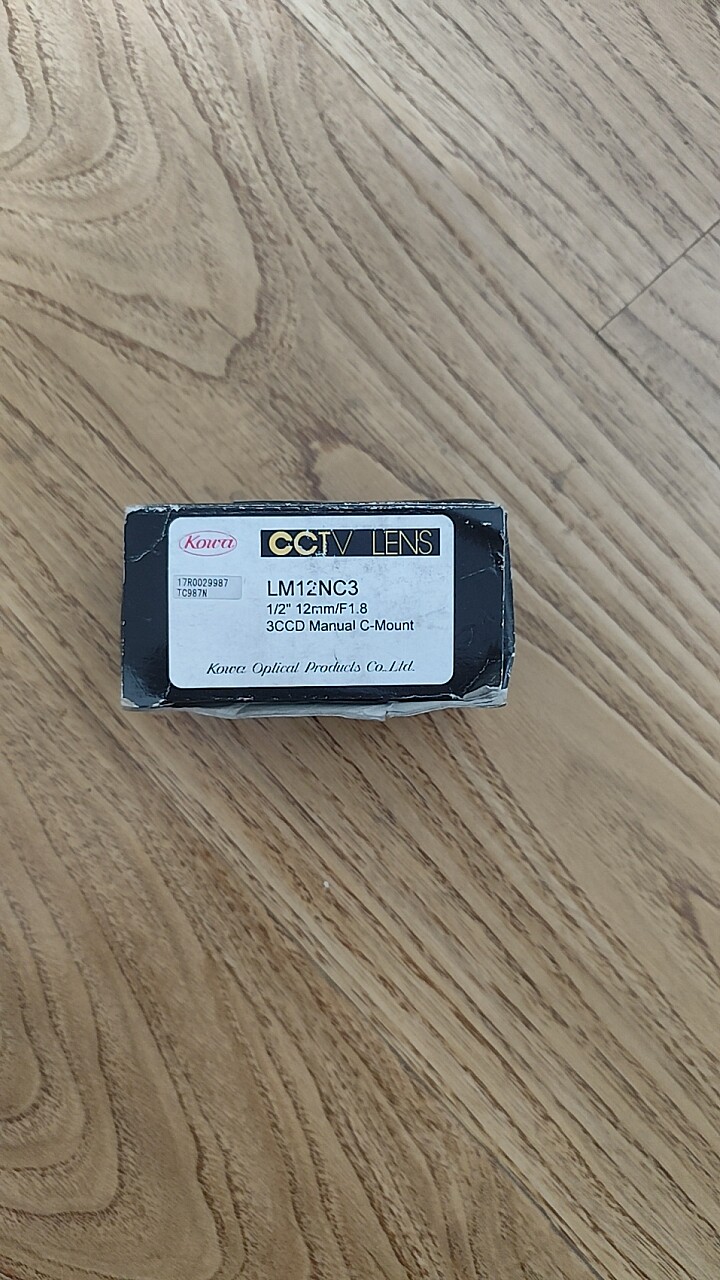 Kowa
CCTV LENS
17R0029987
TC987N
LM12NC3
1/2" 12mm/F1.8
3CCD Manual C-Mount
Kowa Optical Products Co.,Ltd.